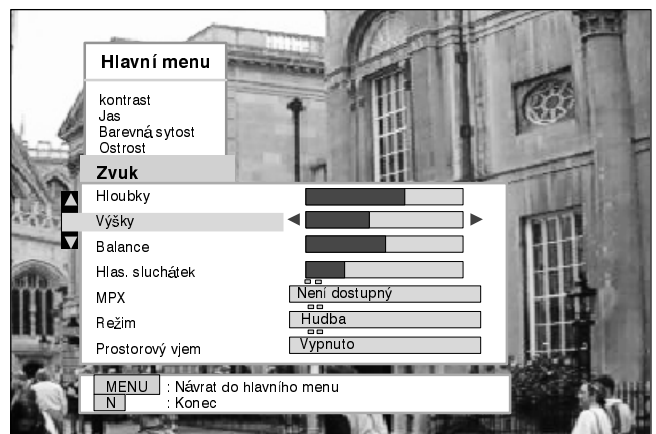 Hlavní menu
kontrast
Jas
Barevná sytost
Ostrost
Zvuk
Hloubky
Výšky
Balance
Hlas. sluchátek
MPX Není dostupný
Režim Hudba
Prostorový vjem Vypnuto
MENU : Návrat do hlavního menu
N : Konec